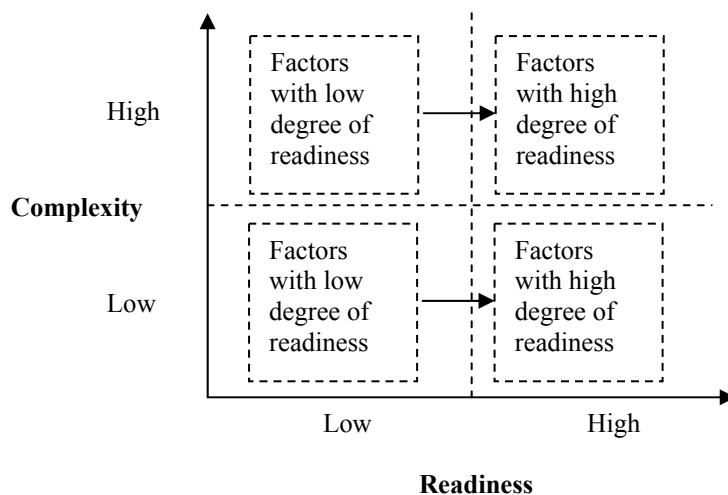 High
Factors
with low
degree of
readiness
Factors
with high
degree of
readiness
Complexity
Low
Factors
with low
degree of
readiness
Factors
with high
degree of
readiness
Low
High
Readiness